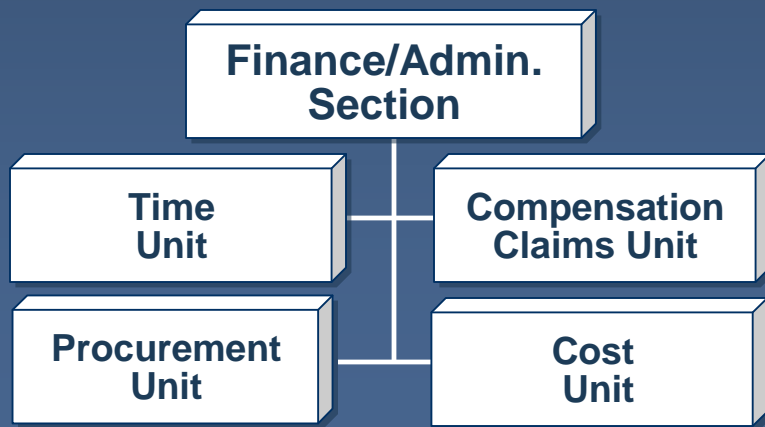 Finance/Admin.
Section
Time
Unit
Compensation
Claims Unit
Procurement
Unit
Cost
Unit